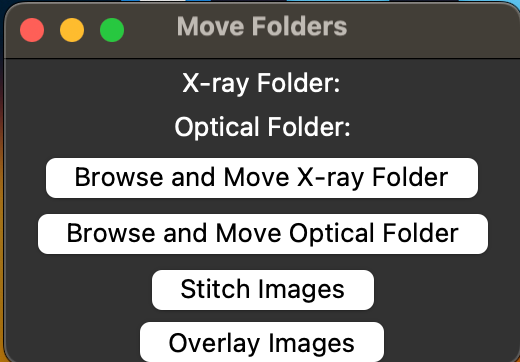 Move Folders
X-ray Folder:
Optical Folder:
Browse and Move X-ray Folder
Browse and Move Optical Folder
Stitch Images
Overlay Images